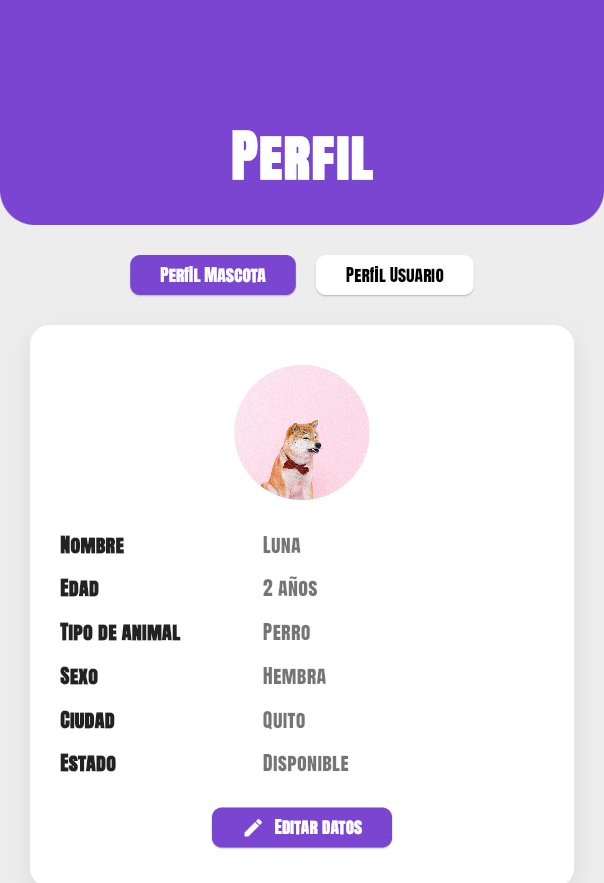 Perfil
Perfil Mascota
Perfil Usuario
Nombre Luna
Edad 2 años
Tipo de animal Perro
Sexo Hembra
Ciudad Quito
Estado Disponible
Editar datos